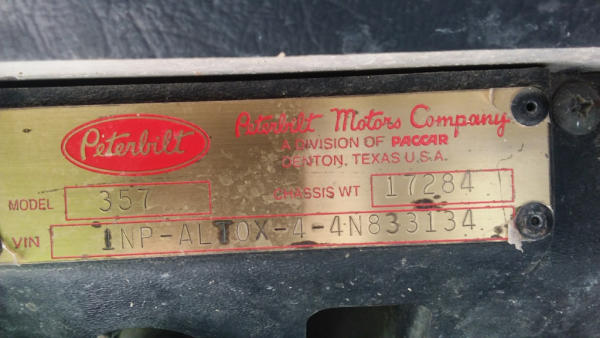 Peterbilt
Peterbilt Motors Company
A DIVISION OF PACCAR
DENTON, TEXAS U.S.A.
MODEL 357 CHASSIS WT 17284
VIN 1NP-ALT0X-4-4N833134